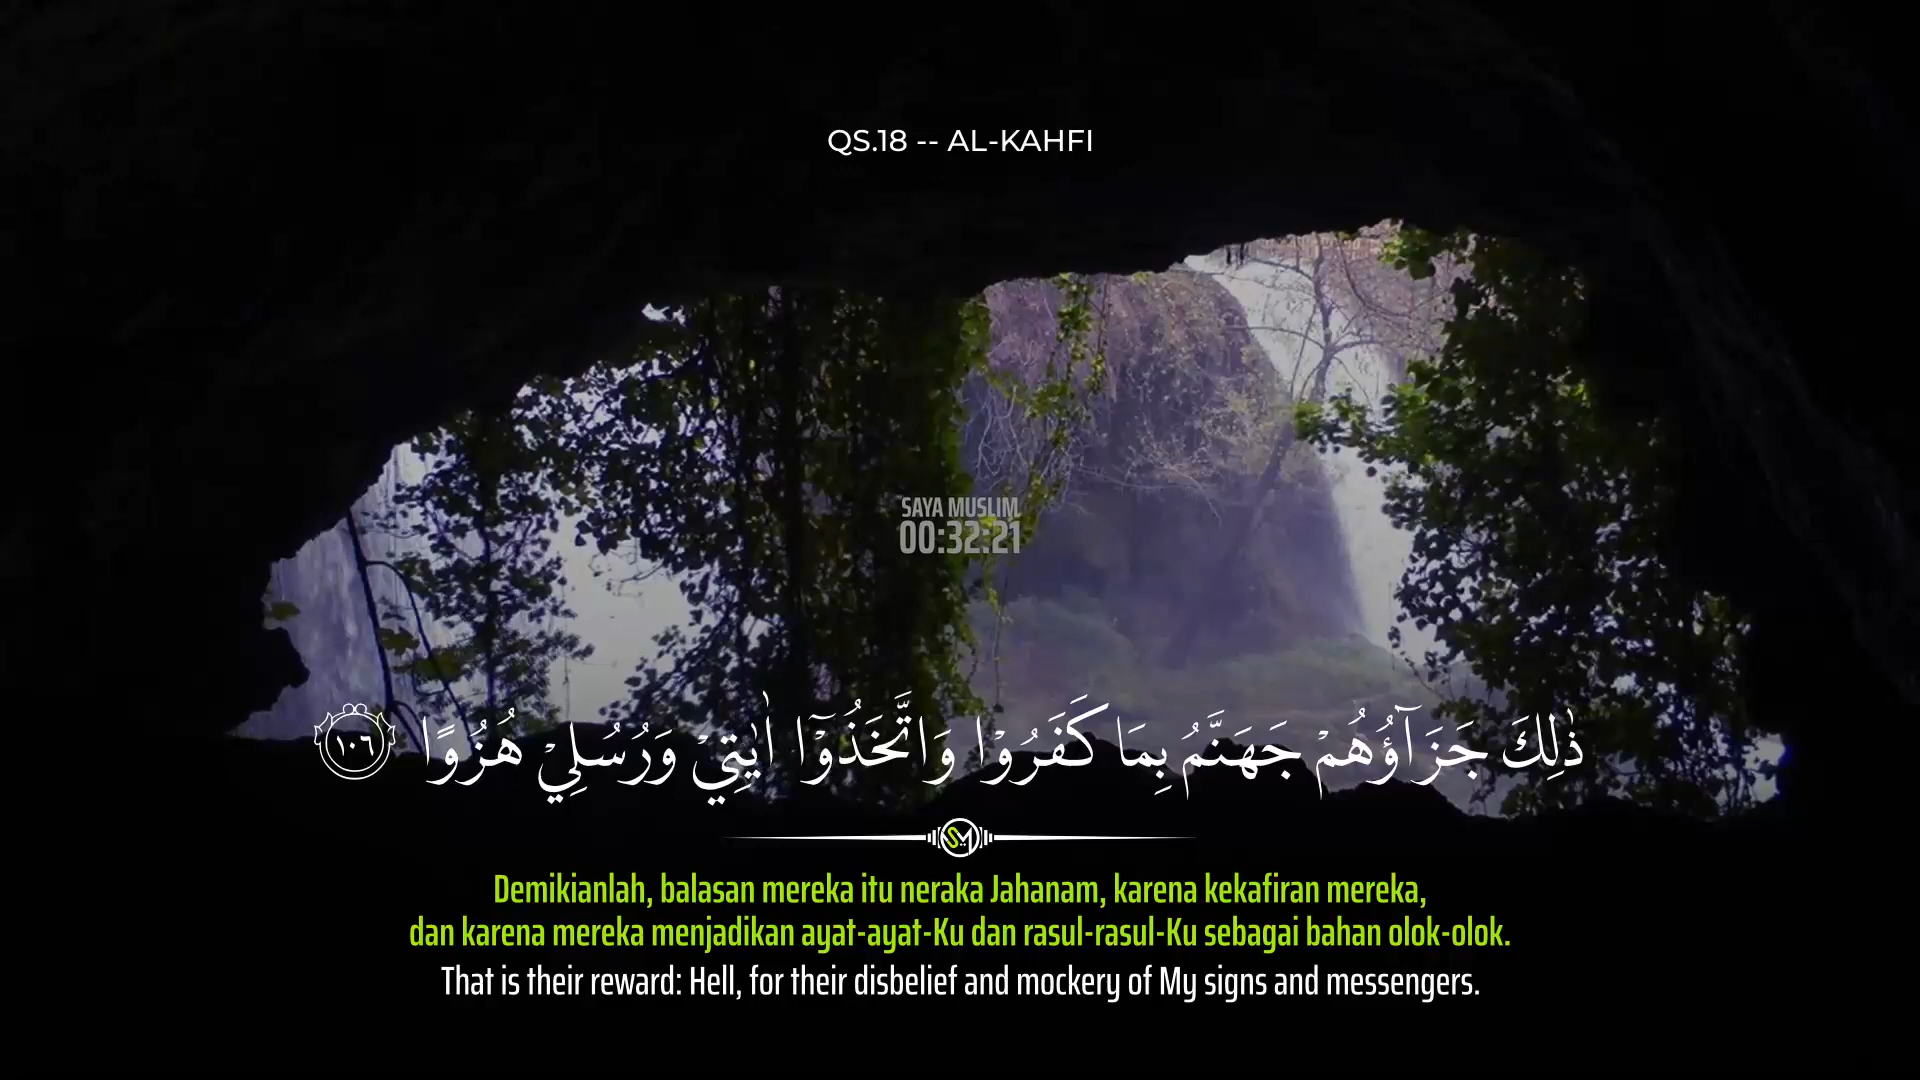 QS.18 -- AL-KAHFI
SAYA MUSLIM
00:32:21
ذٰلِكَ جَزَاۤؤُهُمْ جَهَنَّمُ بِمَا كَفَرُوْا وَاتَّخَذُوْٓا اٰيٰتِيْ وَرُسُلِيْ هُزُوًا ١٠٦
SM
Demikianlah, balasan mereka itu neraka Jahanam, karena kekafiran mereka,
dan karena mereka menjadikan ayat-ayat-Ku dan rasul-rasul-Ku sebagai bahan olok-olok.
That is their reward: Hell, for their disbelief and mockery of My signs and messengers.